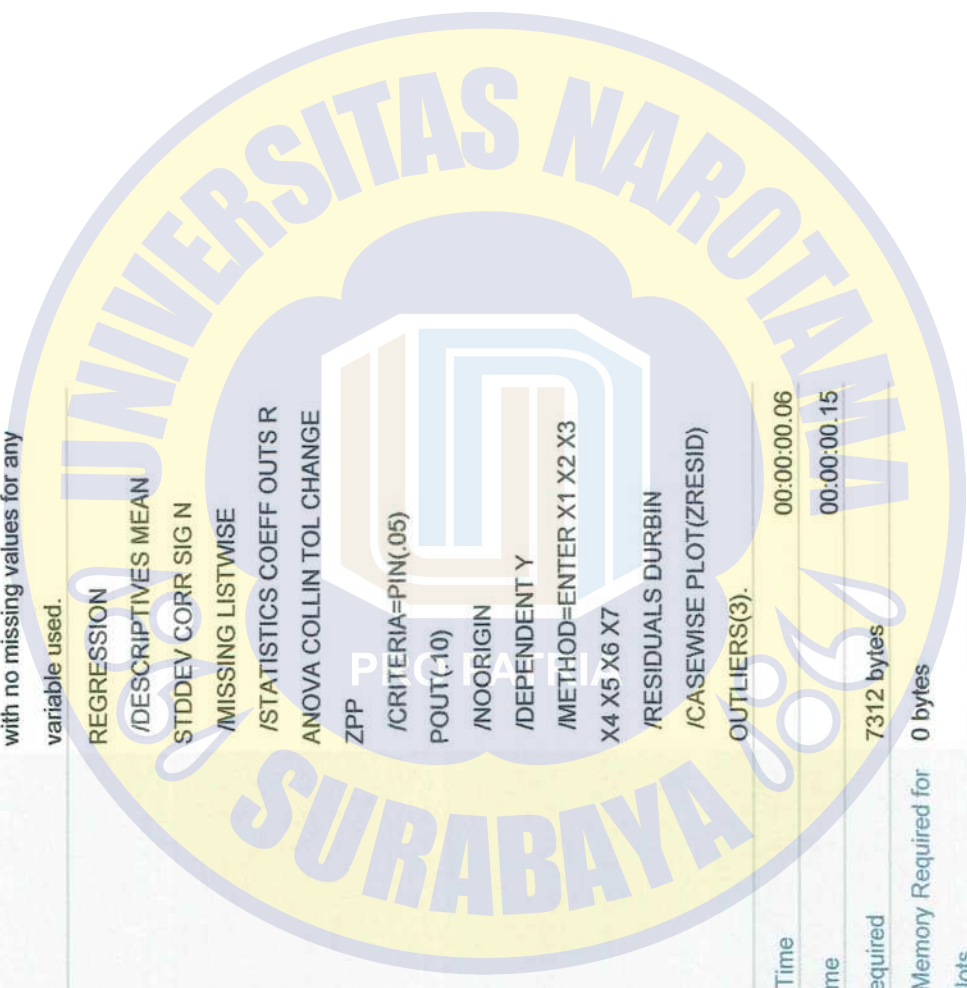 with no missing values for any
variable used.
REGRESSION
/DESCRIPTIVES MEAN
STDDEV CORR SIG N
/MISSING LISTWISE
/STATISTICS COEFF OUTS R
ANOVA COLLIN TOL CHANGE
ZPP
/CRITERIA=PIN(.05)
POUT(.10)
/NOORIGIN
/DEPENDENT Y
/METHOD=ENTER X1 X2 X3
X4 X5 X6 X7
/RESIDUALS DURBIN
/CASEWISE PLOT(ZRESID)
OUTLIERS(3).
Time 00:00:00.06
me 00:00:00.15
equired 7312 bytes
Memory Required for 0 bytes
lots
UNIVERSITAS NAROTAMA
PRO PATRIA
SURABAYA